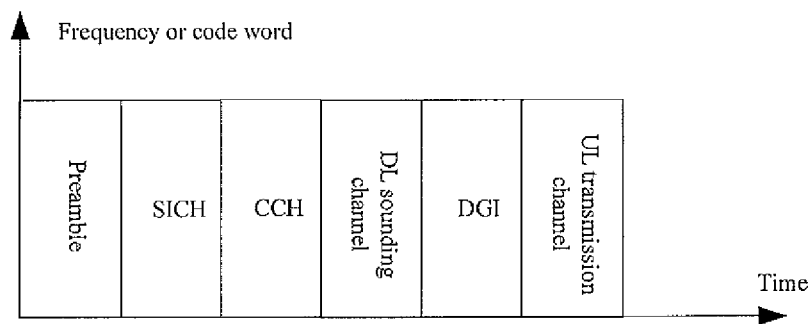 Frequency or code word
Preamble
SICH
CCH
DL sounding
channel
DGI
UL transmission
channel
Time